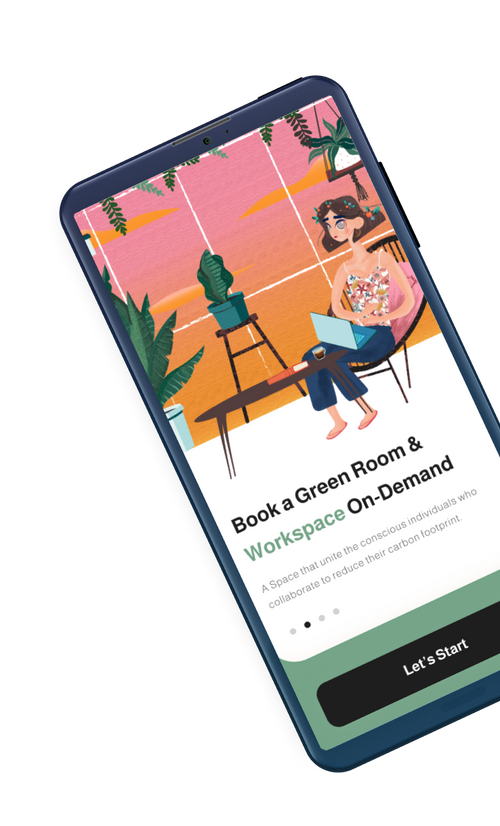 Book a Green Room &
Workspace On-Demand
A Space that unite the conscious individuals who
collaborate to reduce their carbon footprint.
Let's Start